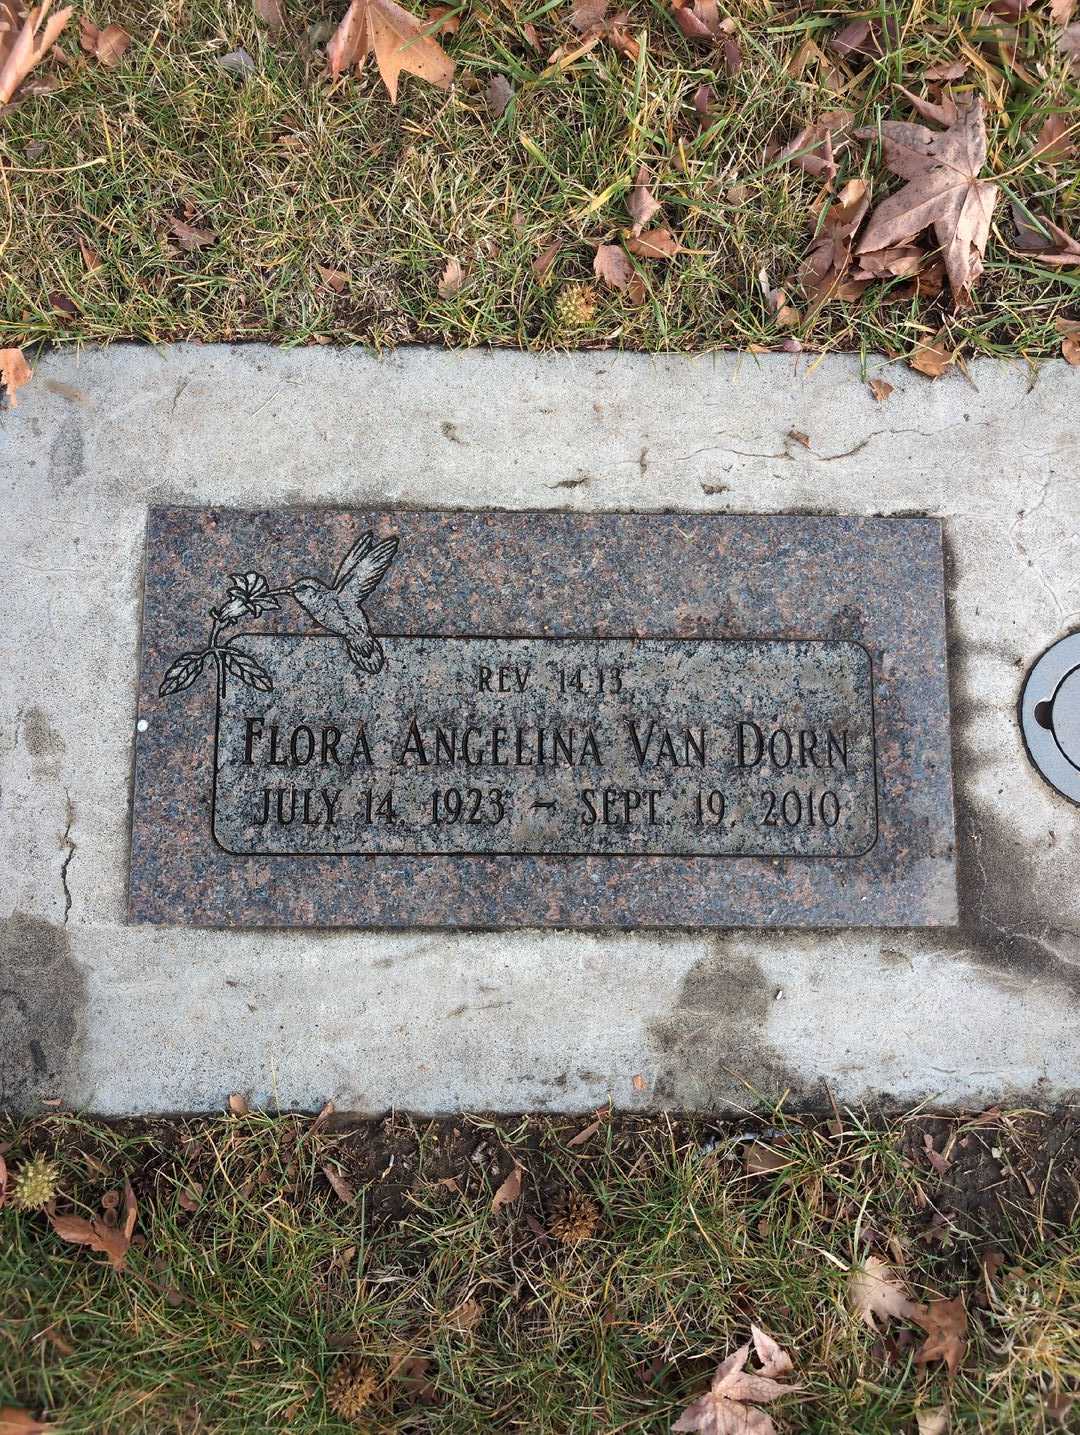 REV 14:13
FLORA ANGELINA VAN DORN
JULY 14, 1923 ~ SEPT. 19, 2010